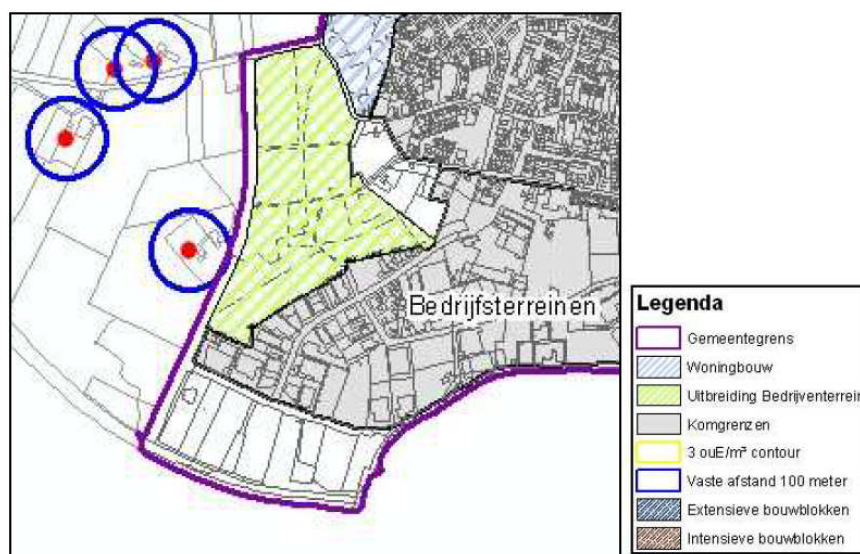 Bedrijfsterreinen
Legenda
Gemeentegrens
Woningbouw
Uitbreiding Bedrijventerrein
Komgrenzen
3 ouE/m³ contour
Vaste afstand 100 meter
Extensieve bouwblokken
Intensieve bouwblokken